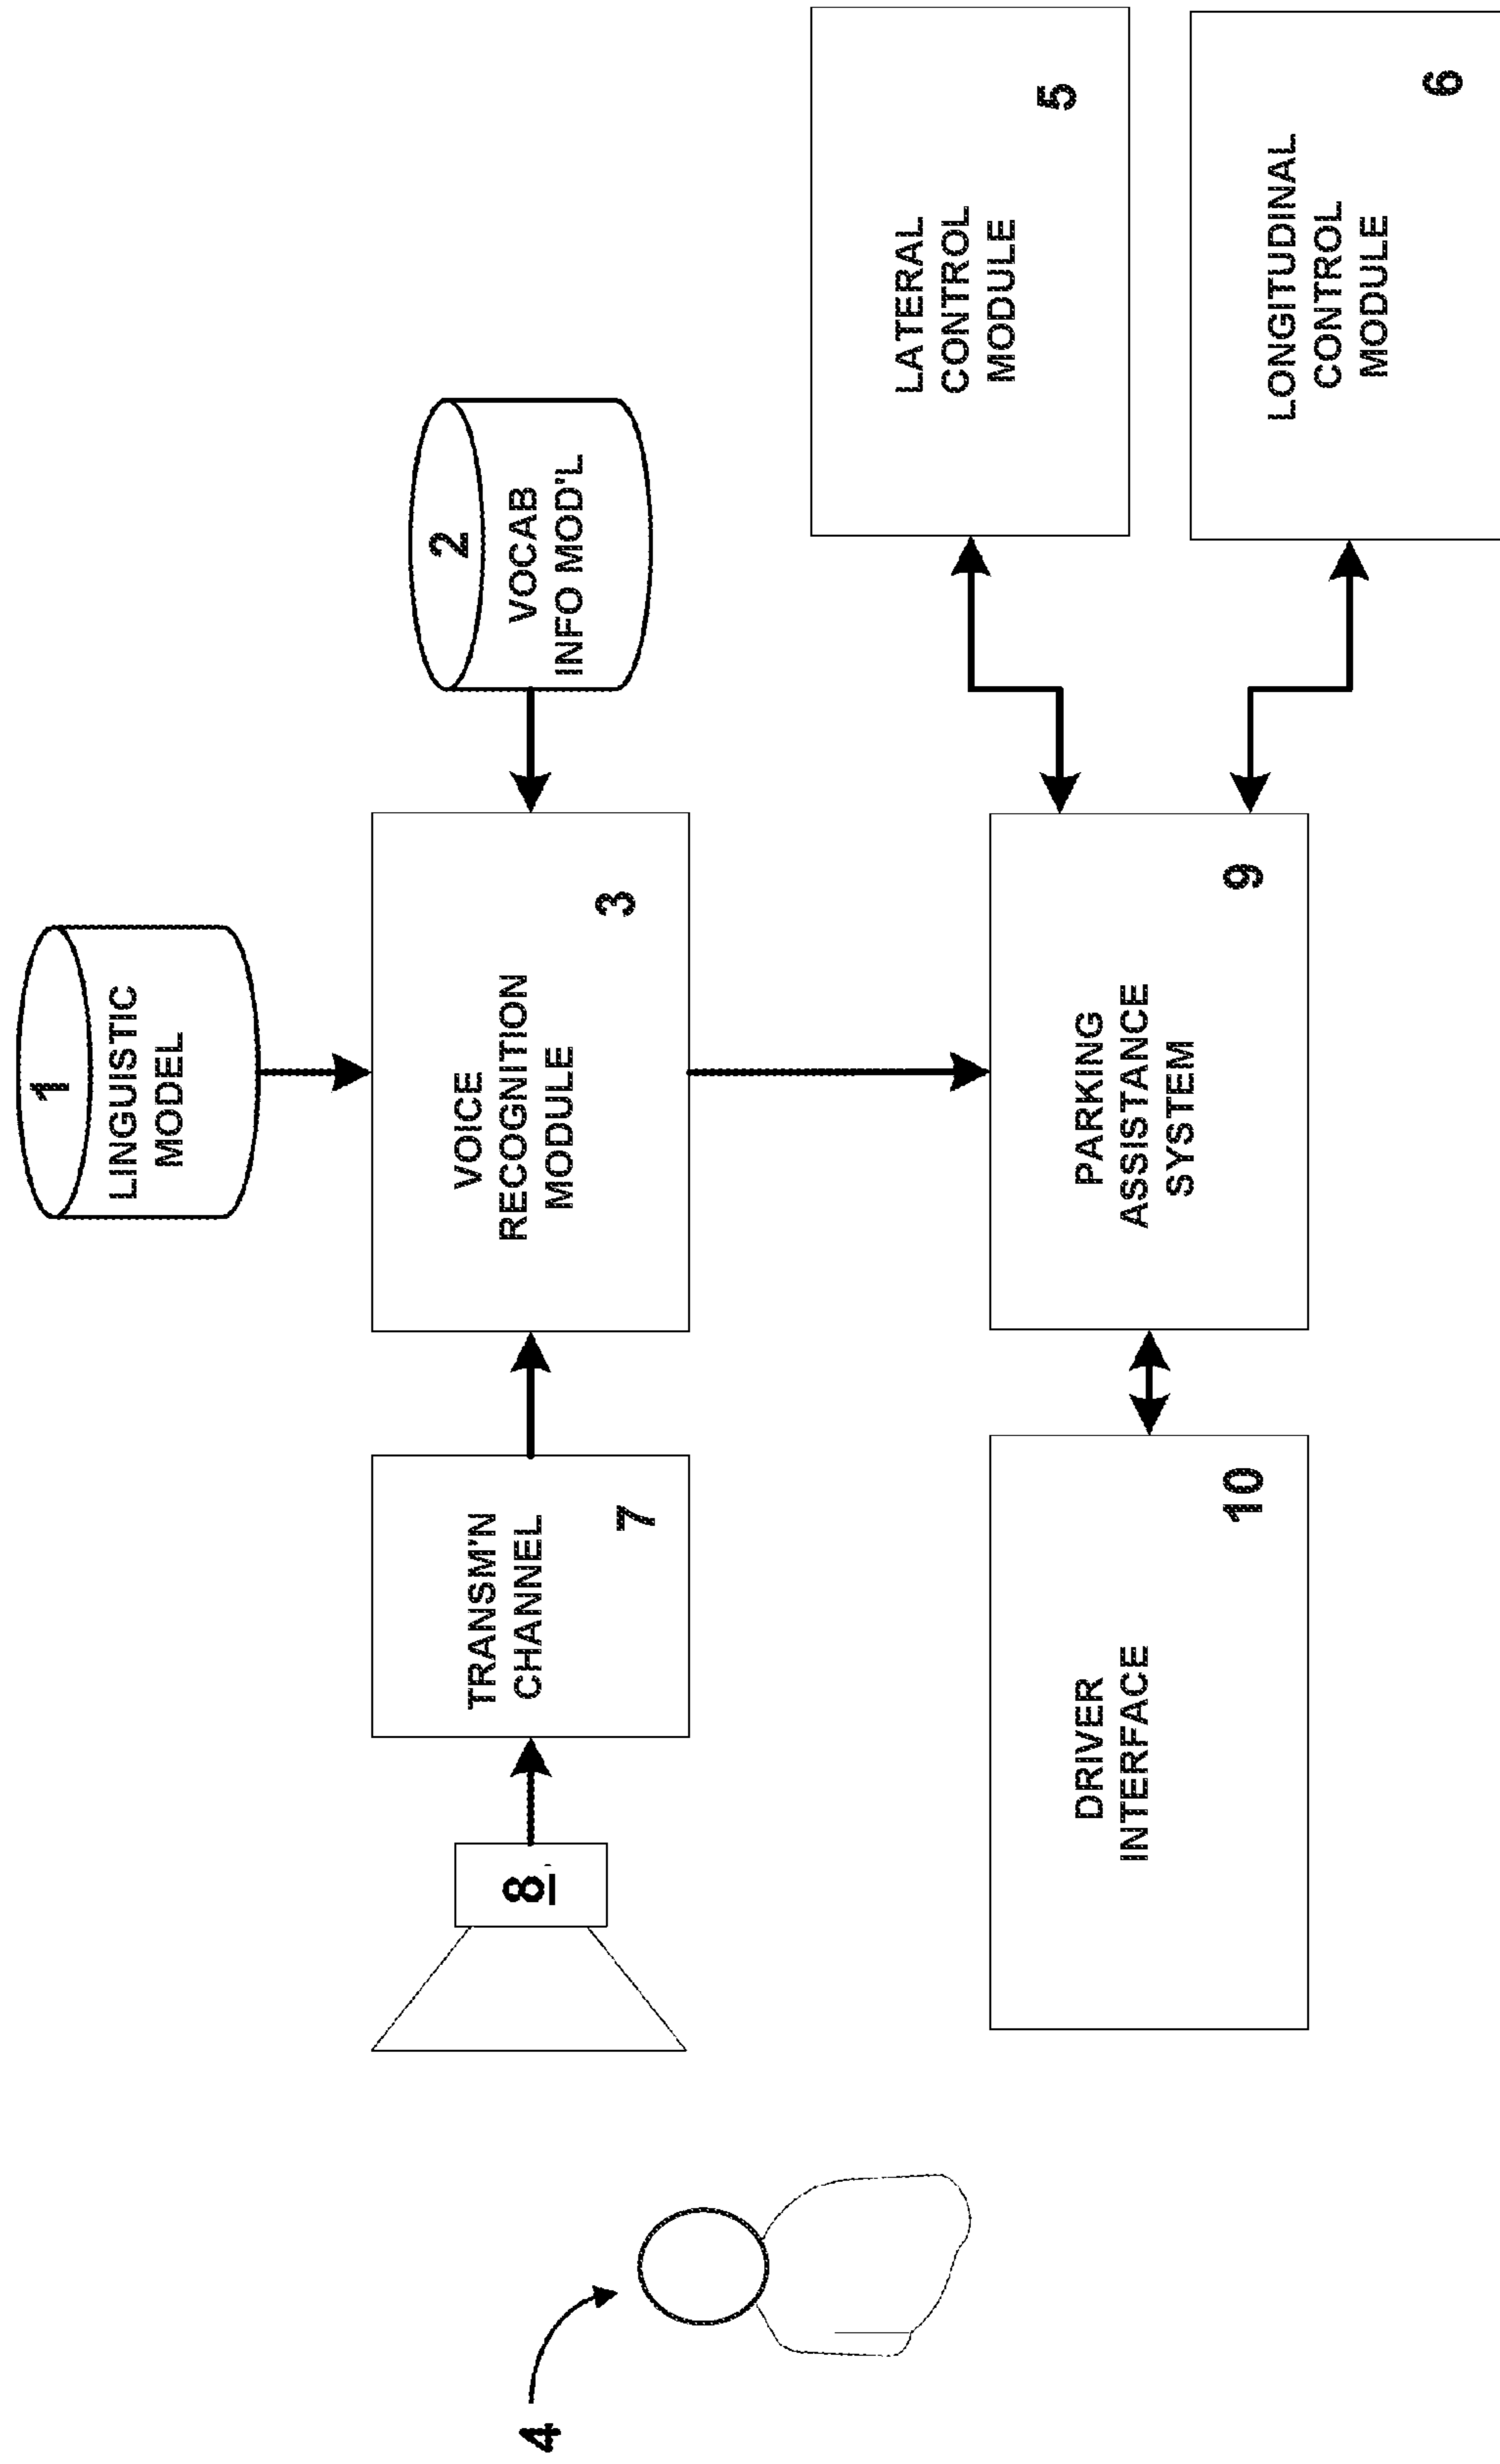 1
LINGUISTIC
MODEL
4
8
TRANSM'N
CHANNEL
7
VOICE
RECOGNITION
MODULE
3
2
VOCAB
INFO MOD'L
DRIVER
INTERFACE
10
PARKING
ASSISTANCE
SYSTEM
9
LATERAL
CONTROL
MODULE
5
LONGITUDINAL
CONTROL
MODULE
6